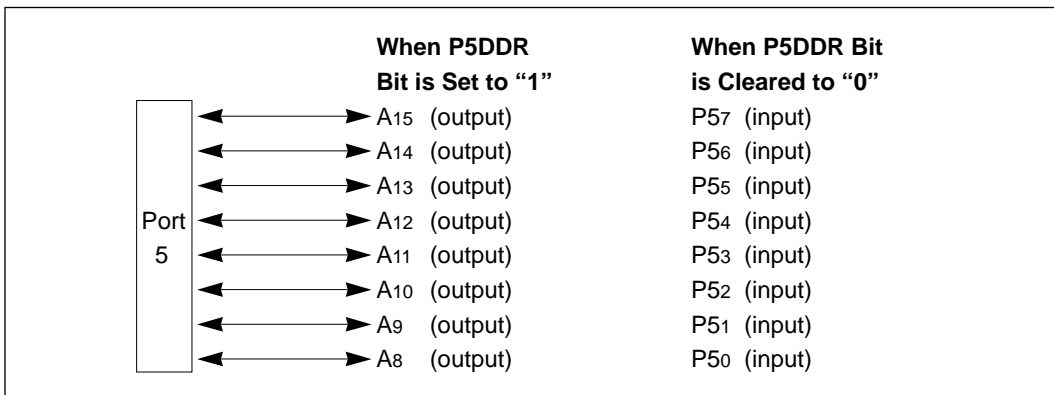 When P5DDR When P5DDR Bit
Bit is Set to “1” is Cleared to “0”
A15 (output) P57 (input)
A14 (output) P56 (input)
A13 (output) P55 (input)
Port A12 (output) P54 (input)
5 A11 (output) P53 (input)
A10 (output) P52 (input)
A9 (output) P51 (input)
A8 (output) P50 (input)